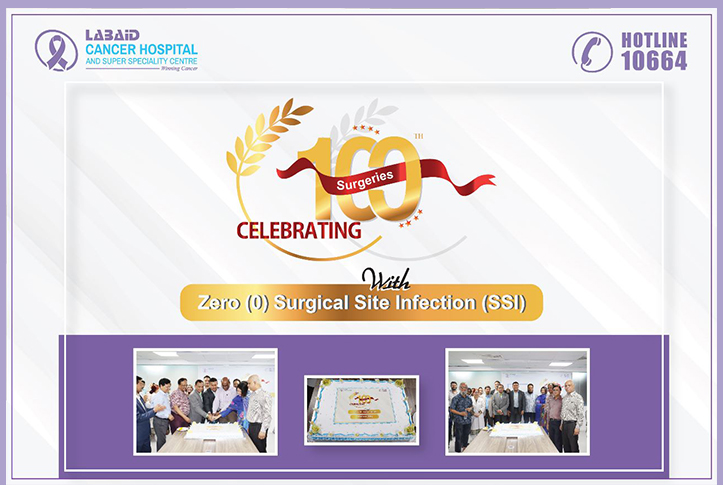 LABAID
CANCER HOSPITAL
AND SUPER SPECIALITY CENTRE
Winning Cancer
HOTLINE
10664
100TH
Surgeries
CELEBRATING
With
Zero (0) Surgical Site Infection (SSI)